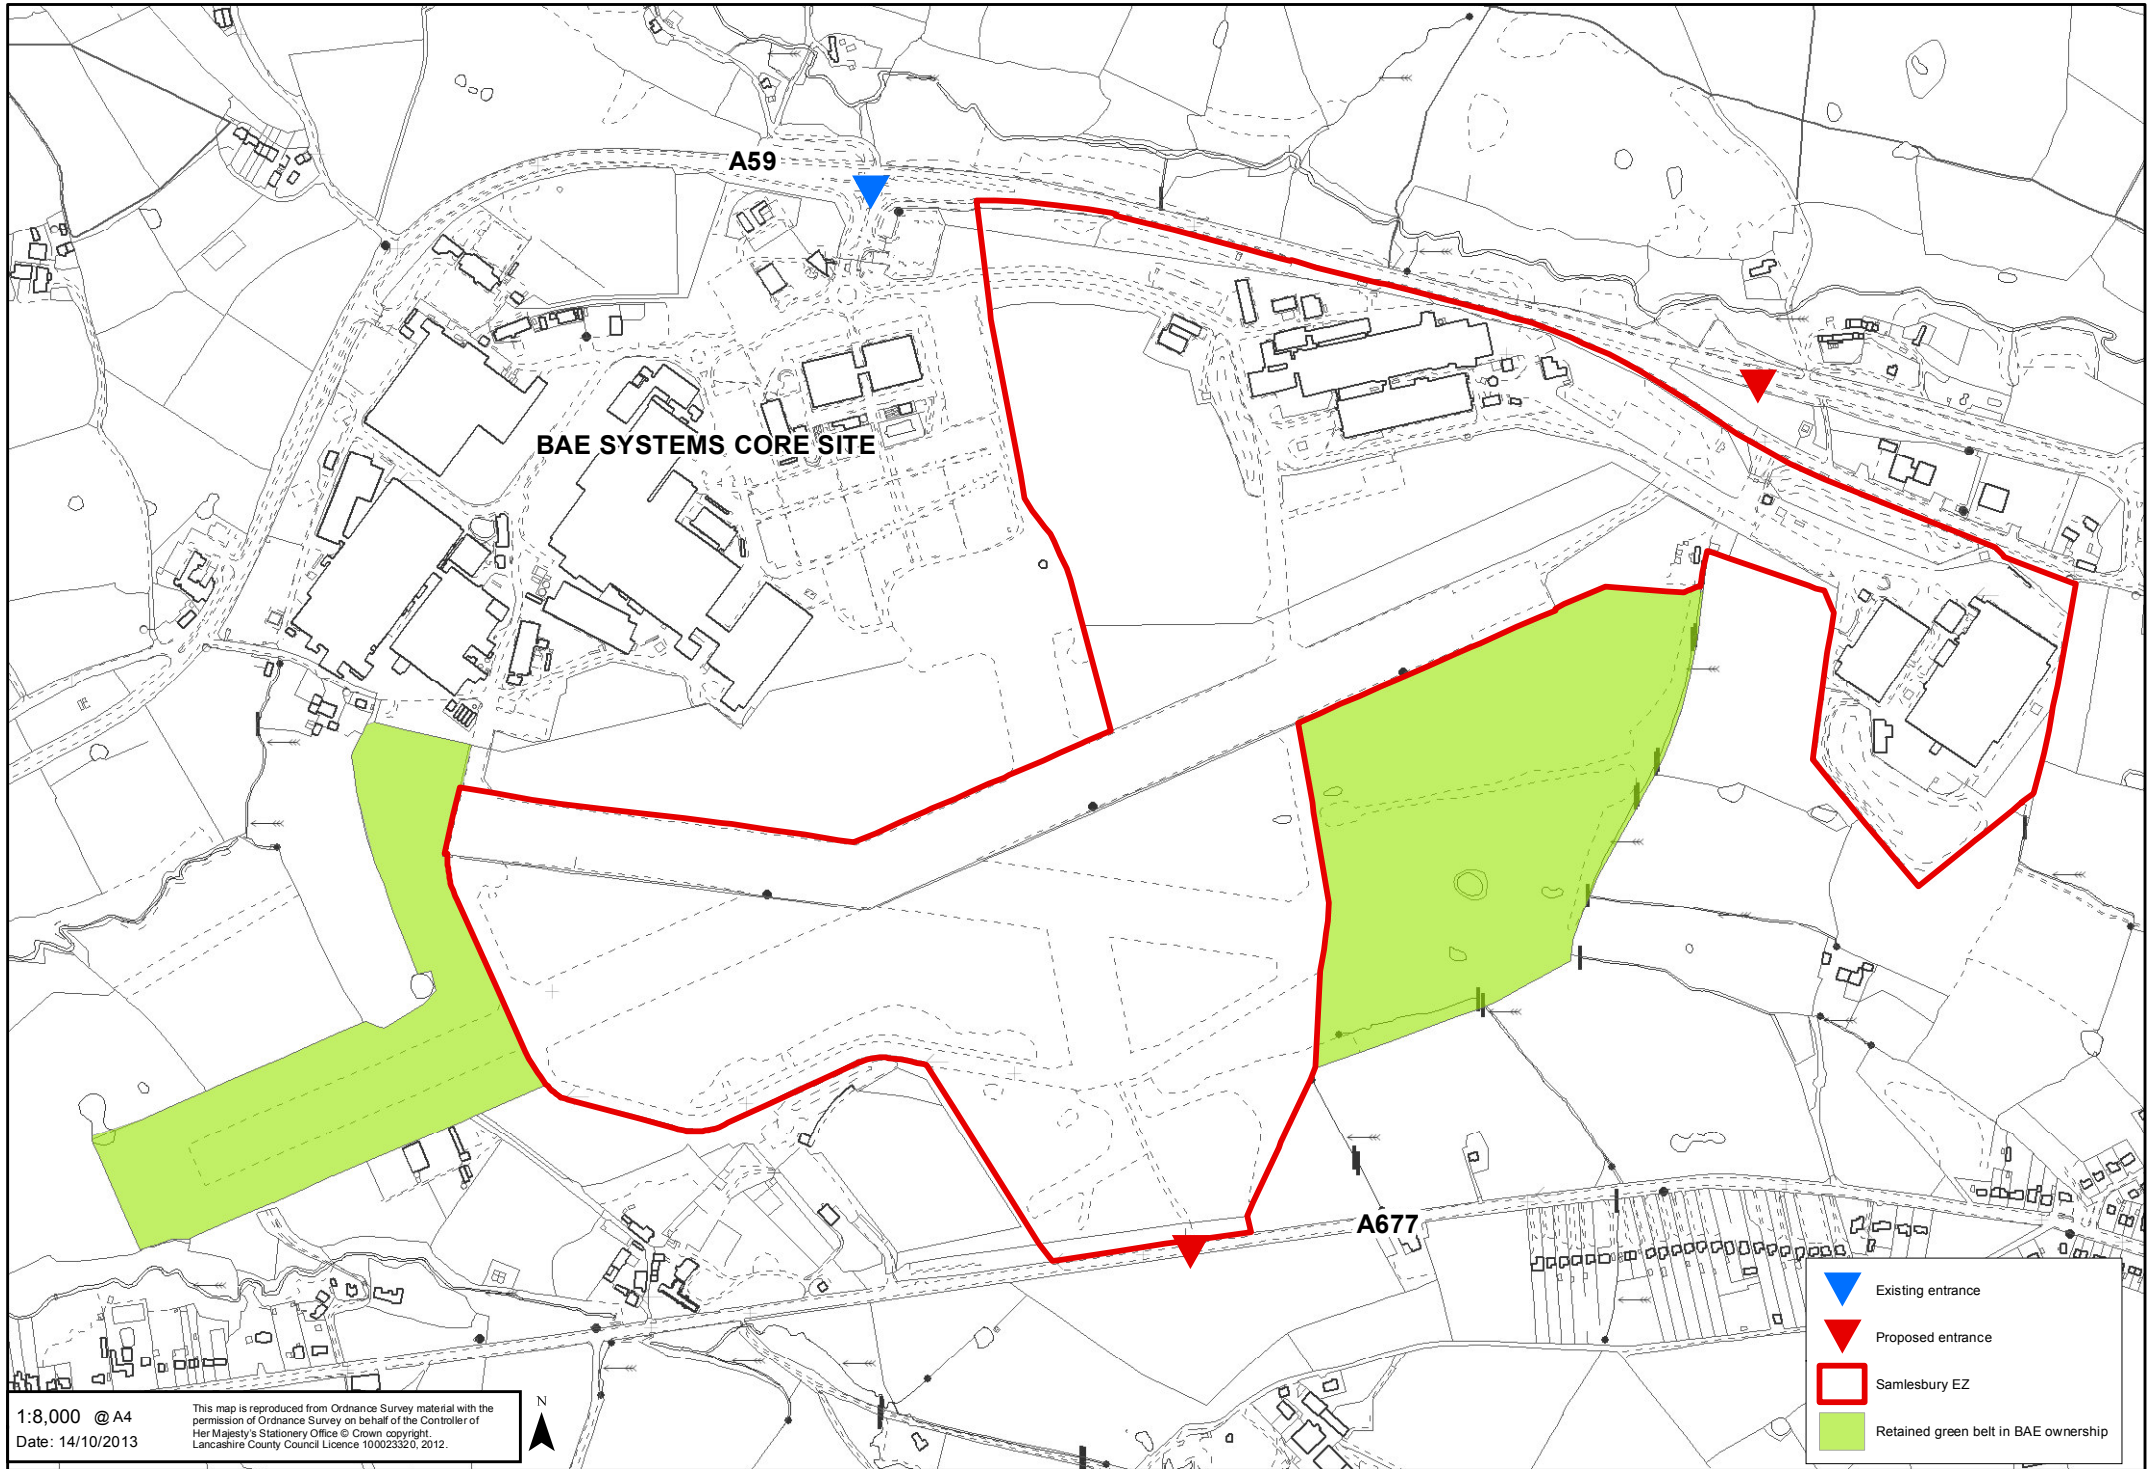 A59
BAE SYSTEMS CORE SITE
A677
Existing entrance
Proposed entrance
Samlesbury EZ
Retained green belt in BAE ownership
1:8,000 @ A4
Date: 14/10/2013
This map is reproduced from Ordnance Survey material with the
permission of Ordnance Survey on behalf of the Controller of
Her Majesty's Stationery Office © Crown copyright.
Lancashire County Council Licence 100023320, 2012.
N